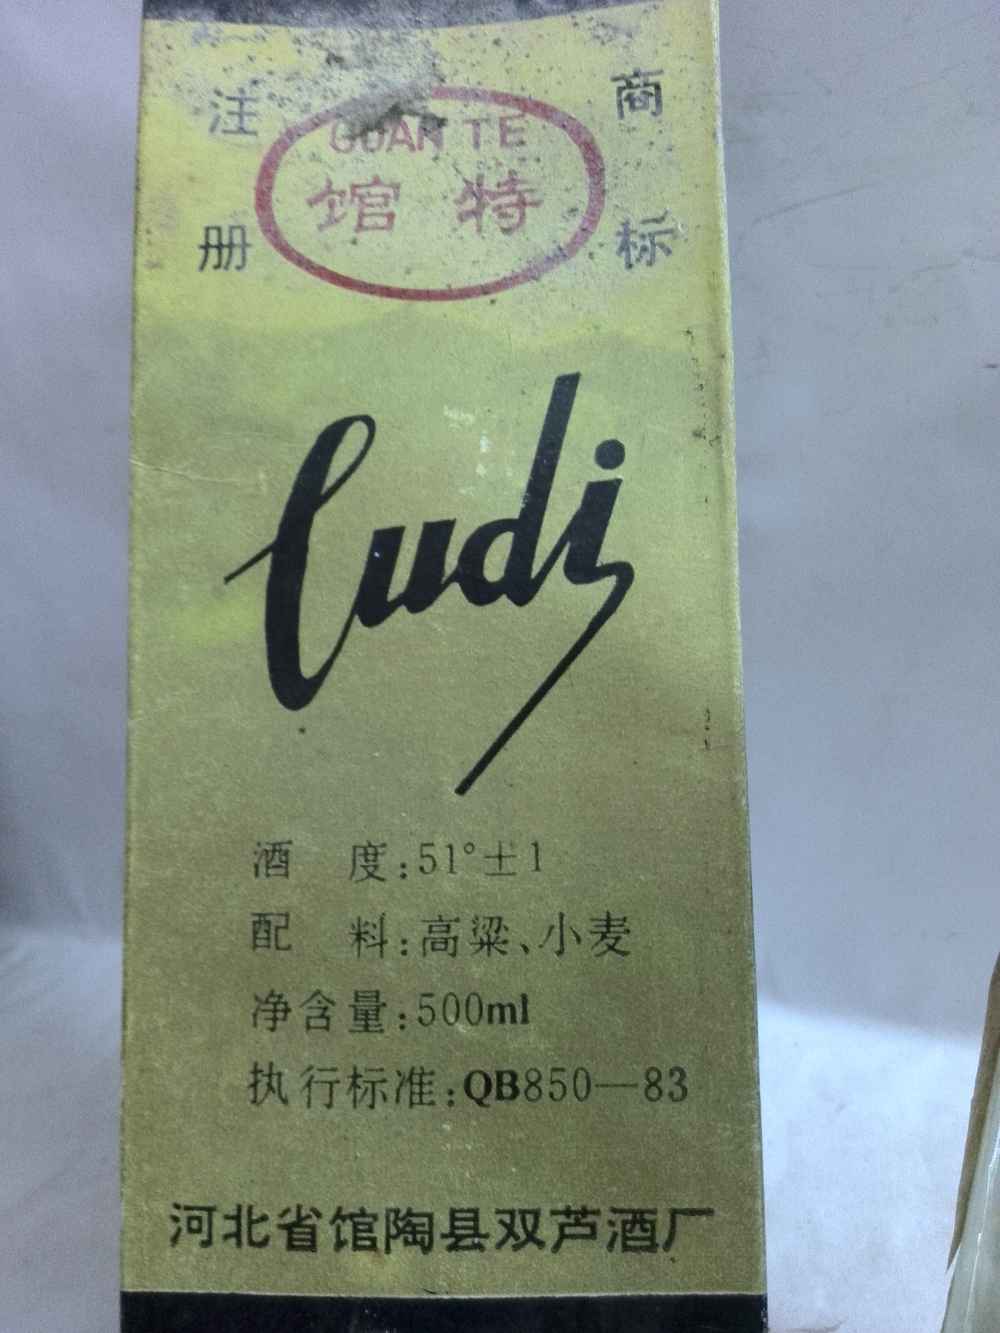 注册
商标
GUAN TE
馆 特
Ludi
酒 度:51°±1
配 料:高粱、小麦
净含量:500ml
执行标准:QB850—83
河北省馆陶县双芦酒厂